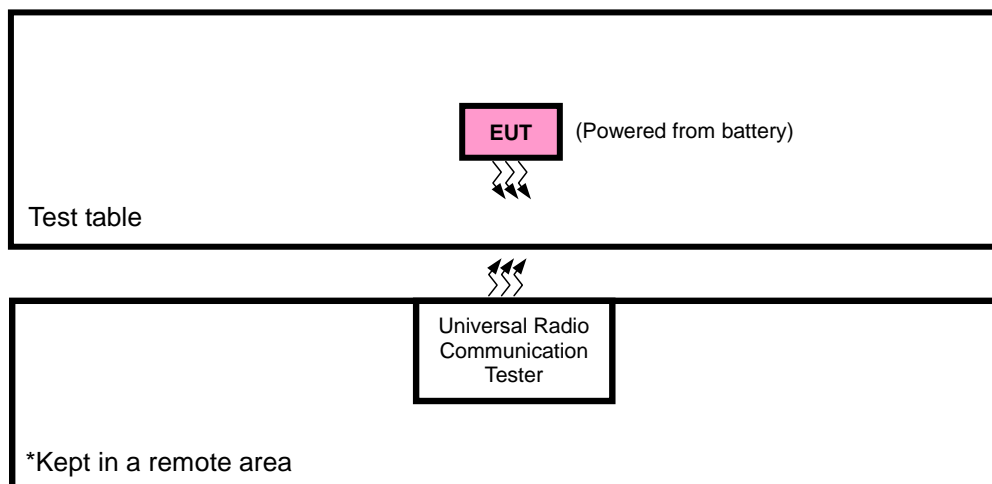 EUT
(Powered from battery)
Test table
Universal Radio
Communication
Tester
*Kept in a remote area